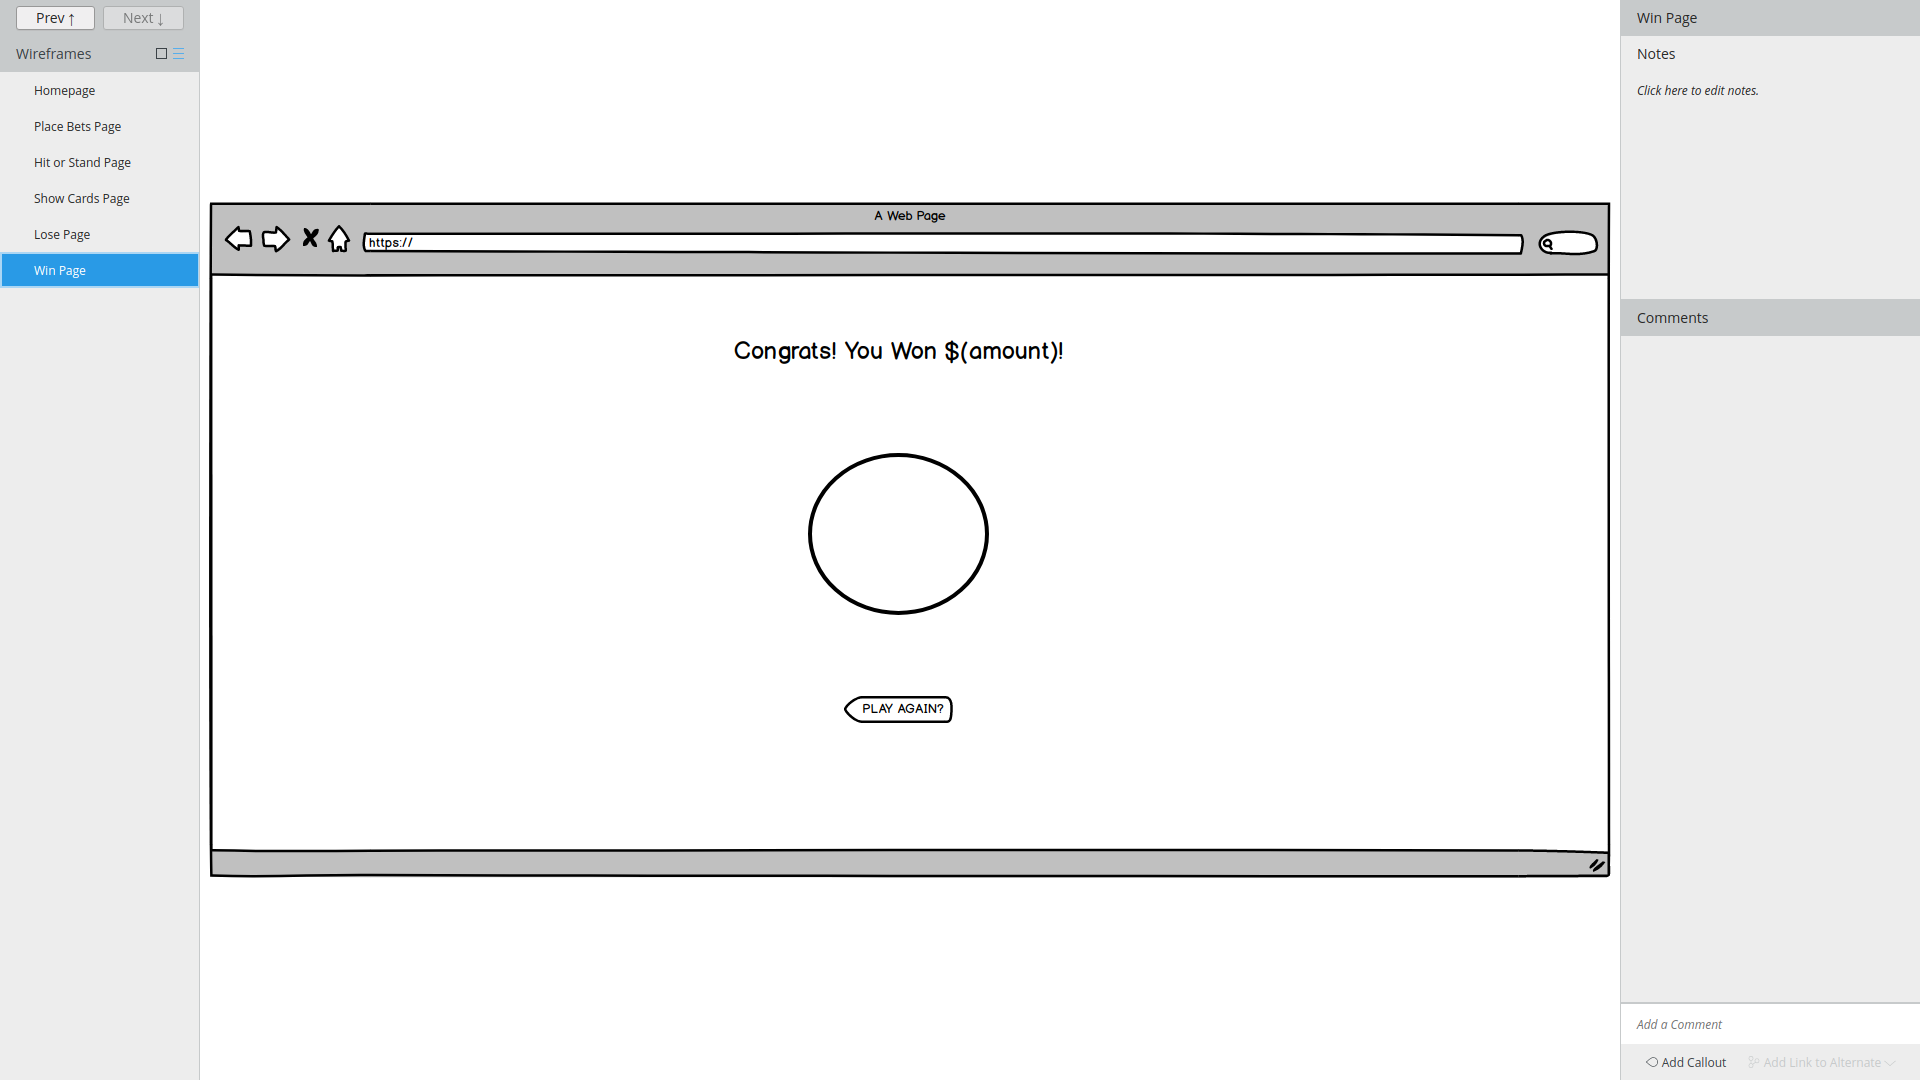 Prev ↑ Next ↓
Wireframes
Homepage
Place Bets Page
Hit or Stand Page
Show Cards Page
Lose Page
Win Page
A Web Page
https://
Congrats! You Won $(amount)!
PLAY AGAIN?
Win Page
Notes
Click here to edit notes.
Comments
Add a Comment
Add Callout Add Link to Alternate